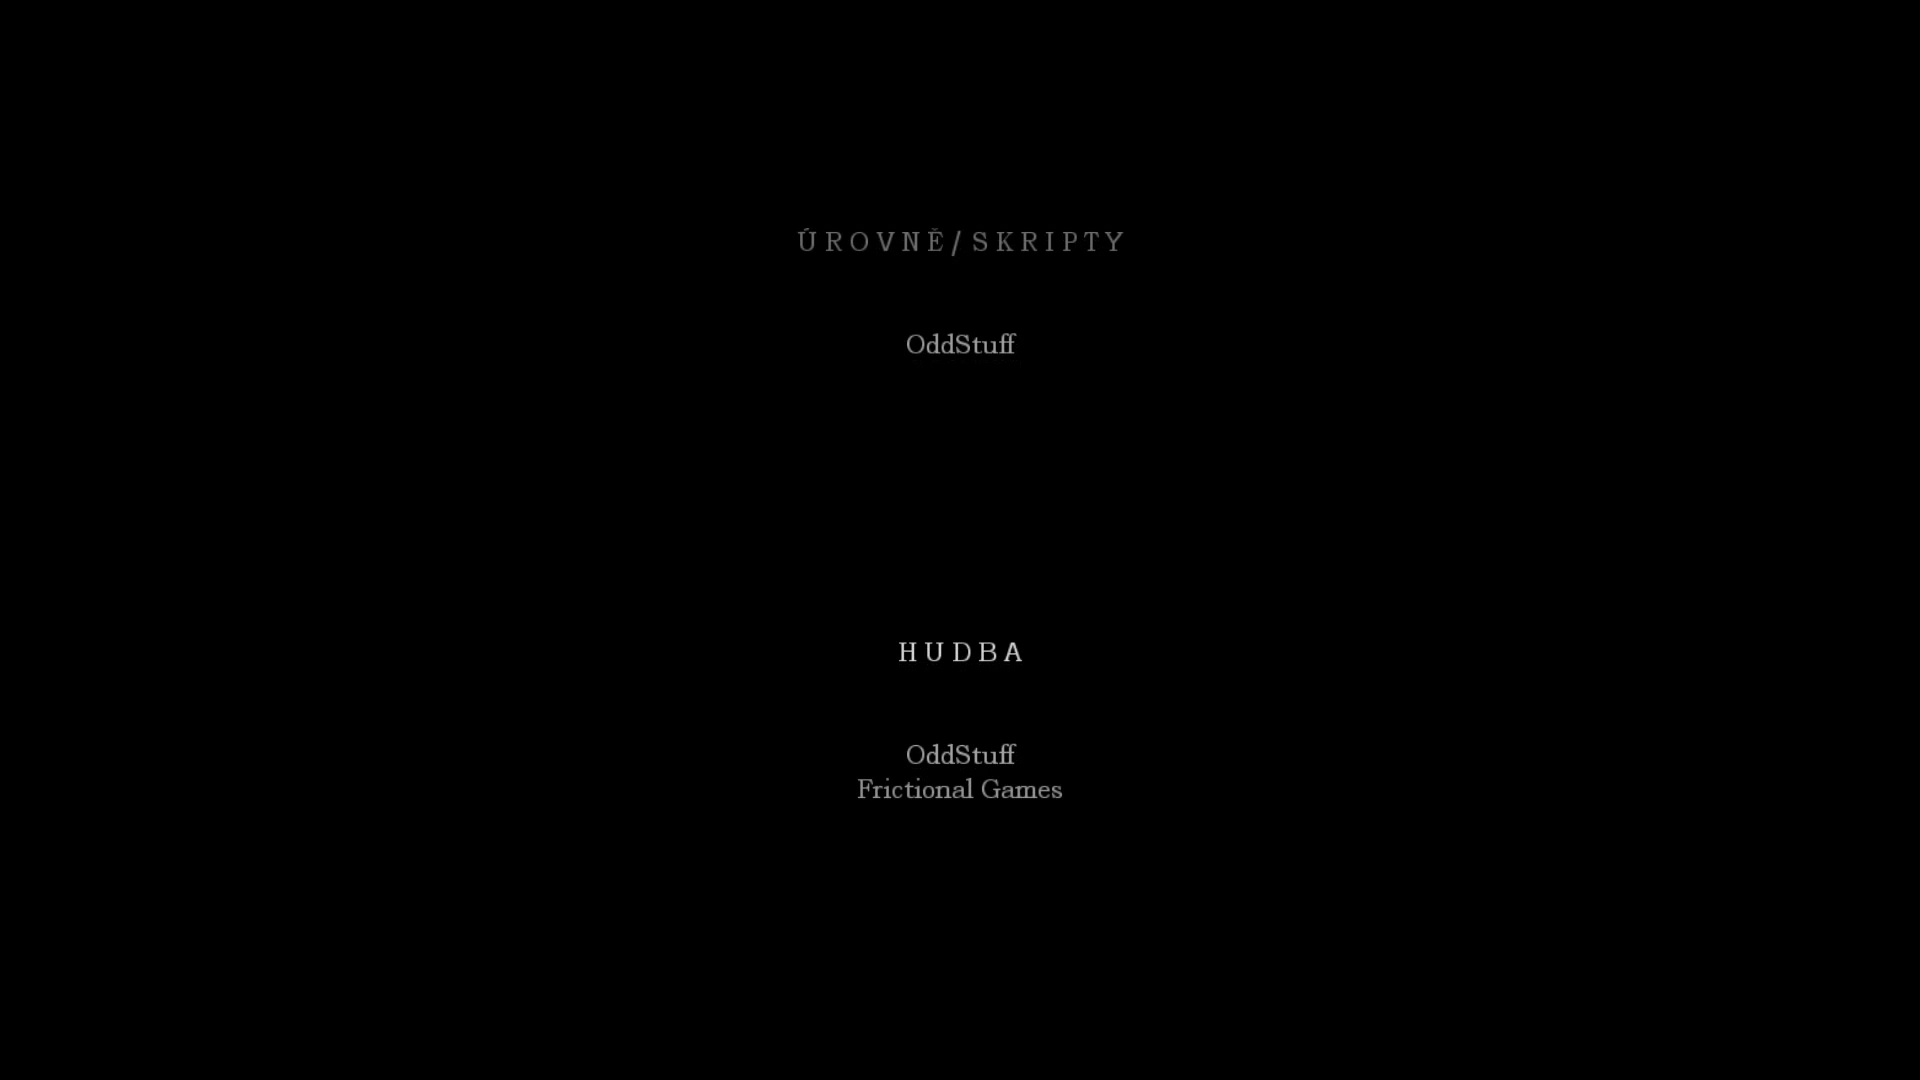 ÚROVNĚ/SKRIPTY
OddStuff
HUDBA
OddStuff
Frictional Games